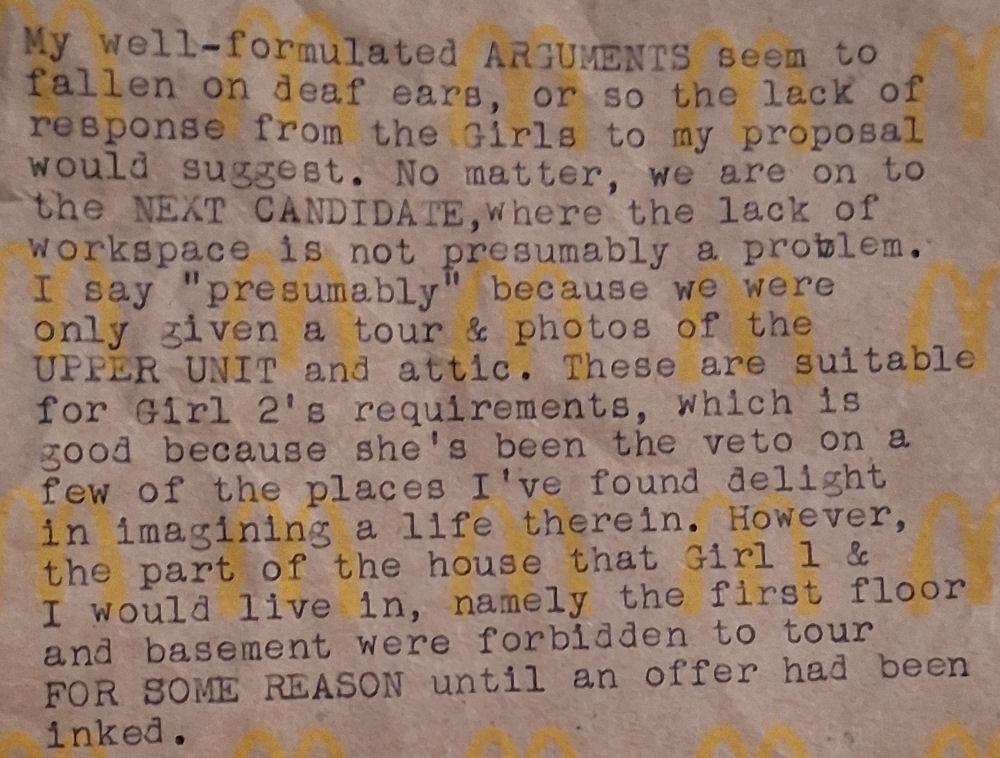 My well-formulated ARGUMENTS seem to
fallen on deaf ears, or so the lack of
response from the Girls to my proposal
would suggest. No matter, we are on to
the NEXT CANDIDATE,where the lack of
workspace is not presumably a problem.
I say "presumably" because we were
only given a tour & photos of the
UPPER UNIT and attic. These are suitable
for Girl 2's requirements, which is
good because she's been the veto on a
few of the places I've found delight
in imagining a life therein. However,
the part of the house that Girl 1 &
I would live in, namely the first floor
and basement were forbidden to tour
FOR SOME REASON until an offer had been
inked.